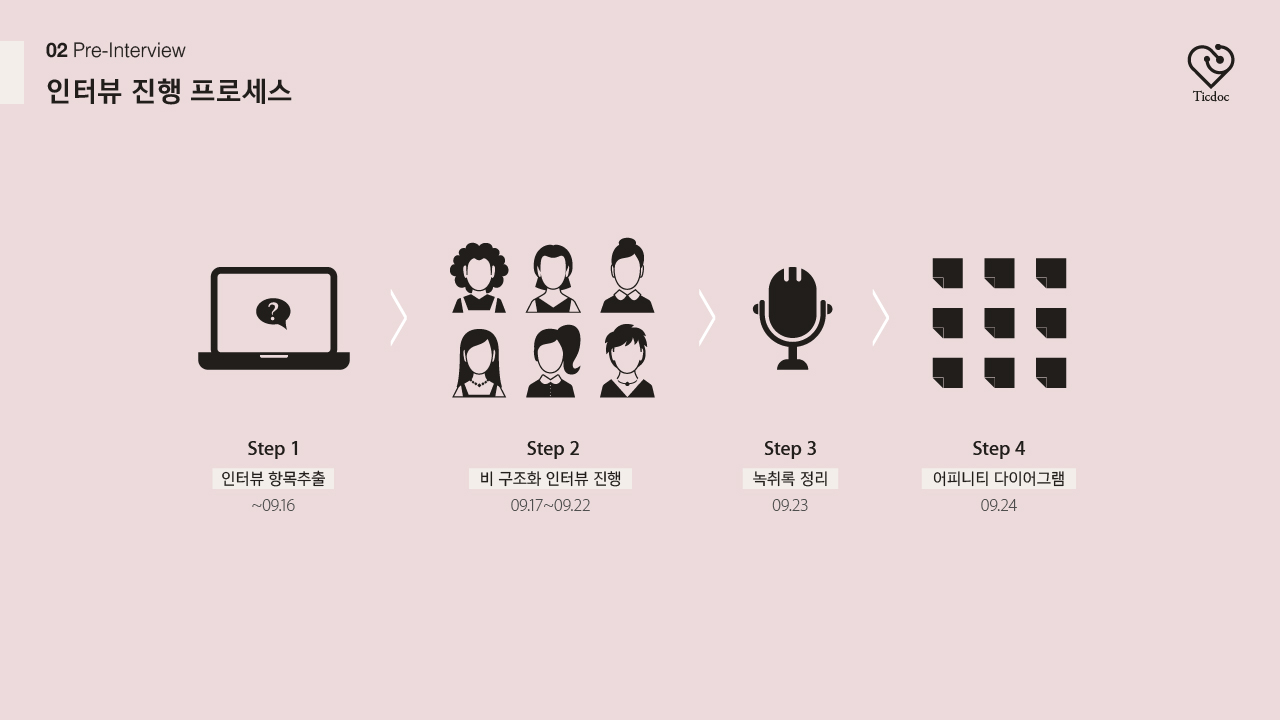 02 Pre-Interview
인터뷰 진행 프로세스
Ticdoc
?
Step 1
인터뷰 항목추출
~09.16
Step 2
비 구조화 인터뷰 진행
09.17~09.22
Step 3
녹취록 정리
09.23
Step 4
어피니티 다이어그램
09.24